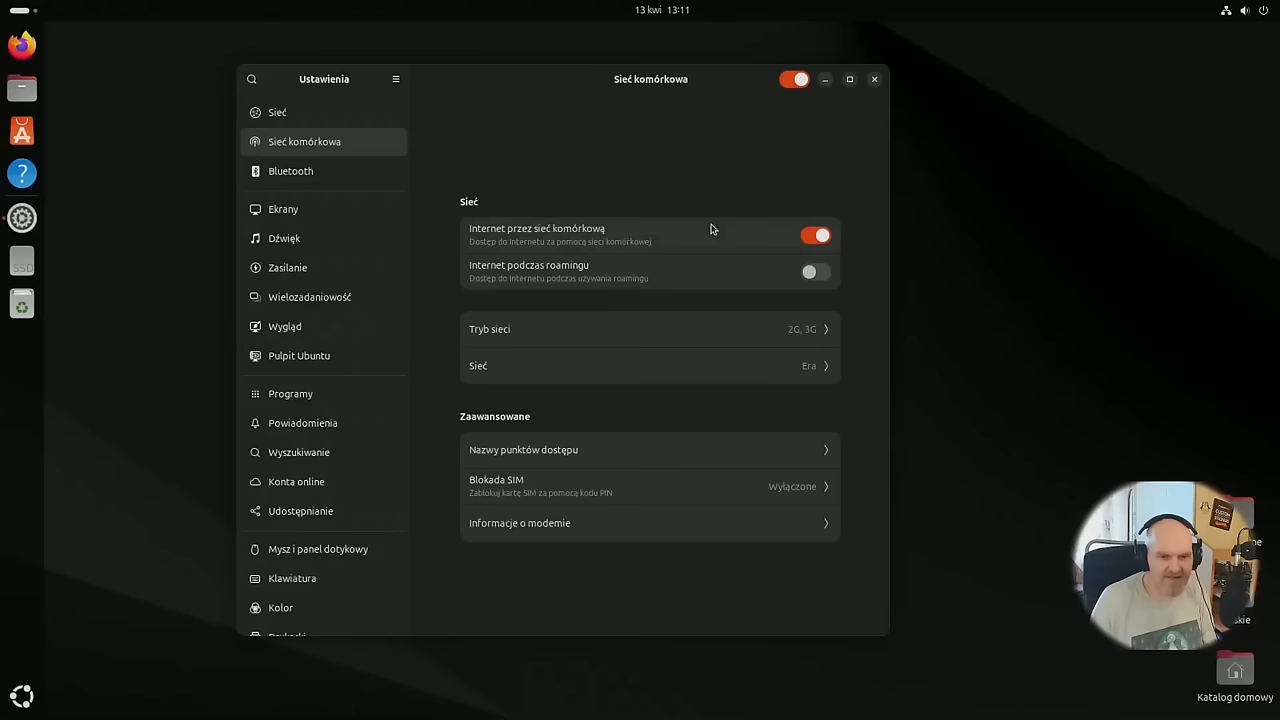 13 kwi 13:11
Ustawienia
Sieć komórkowa
Sieć
Sieć komórkowa
Bluetooth
Ekrany
Dźwięk
Zasilanie
Wielozadaniowość
Wygląd
Pulpit Ubuntu
Programy
Powiadomienia
Wyszukiwanie
Konta online
Udostępnianie
Mysz i panel dotykowy
Klawiatura
Kolor
Sieć
Internet przez sieć komórkową
Dostęp do Internetu za pomocą sieci komórkowej
Internet podczas roamingu
Dostęp do Internetu podczas używania roamingu
Tryb sieci 2G, 3G
Sieć Era
Zaawansowane
Nazwy punktów dostępu
Blokada SIM
Zablokuj kartę SIM za pomocą kodu PIN
Wyłączone
Informacje o modemie
SSD
CUSTOM
Katalog domowy